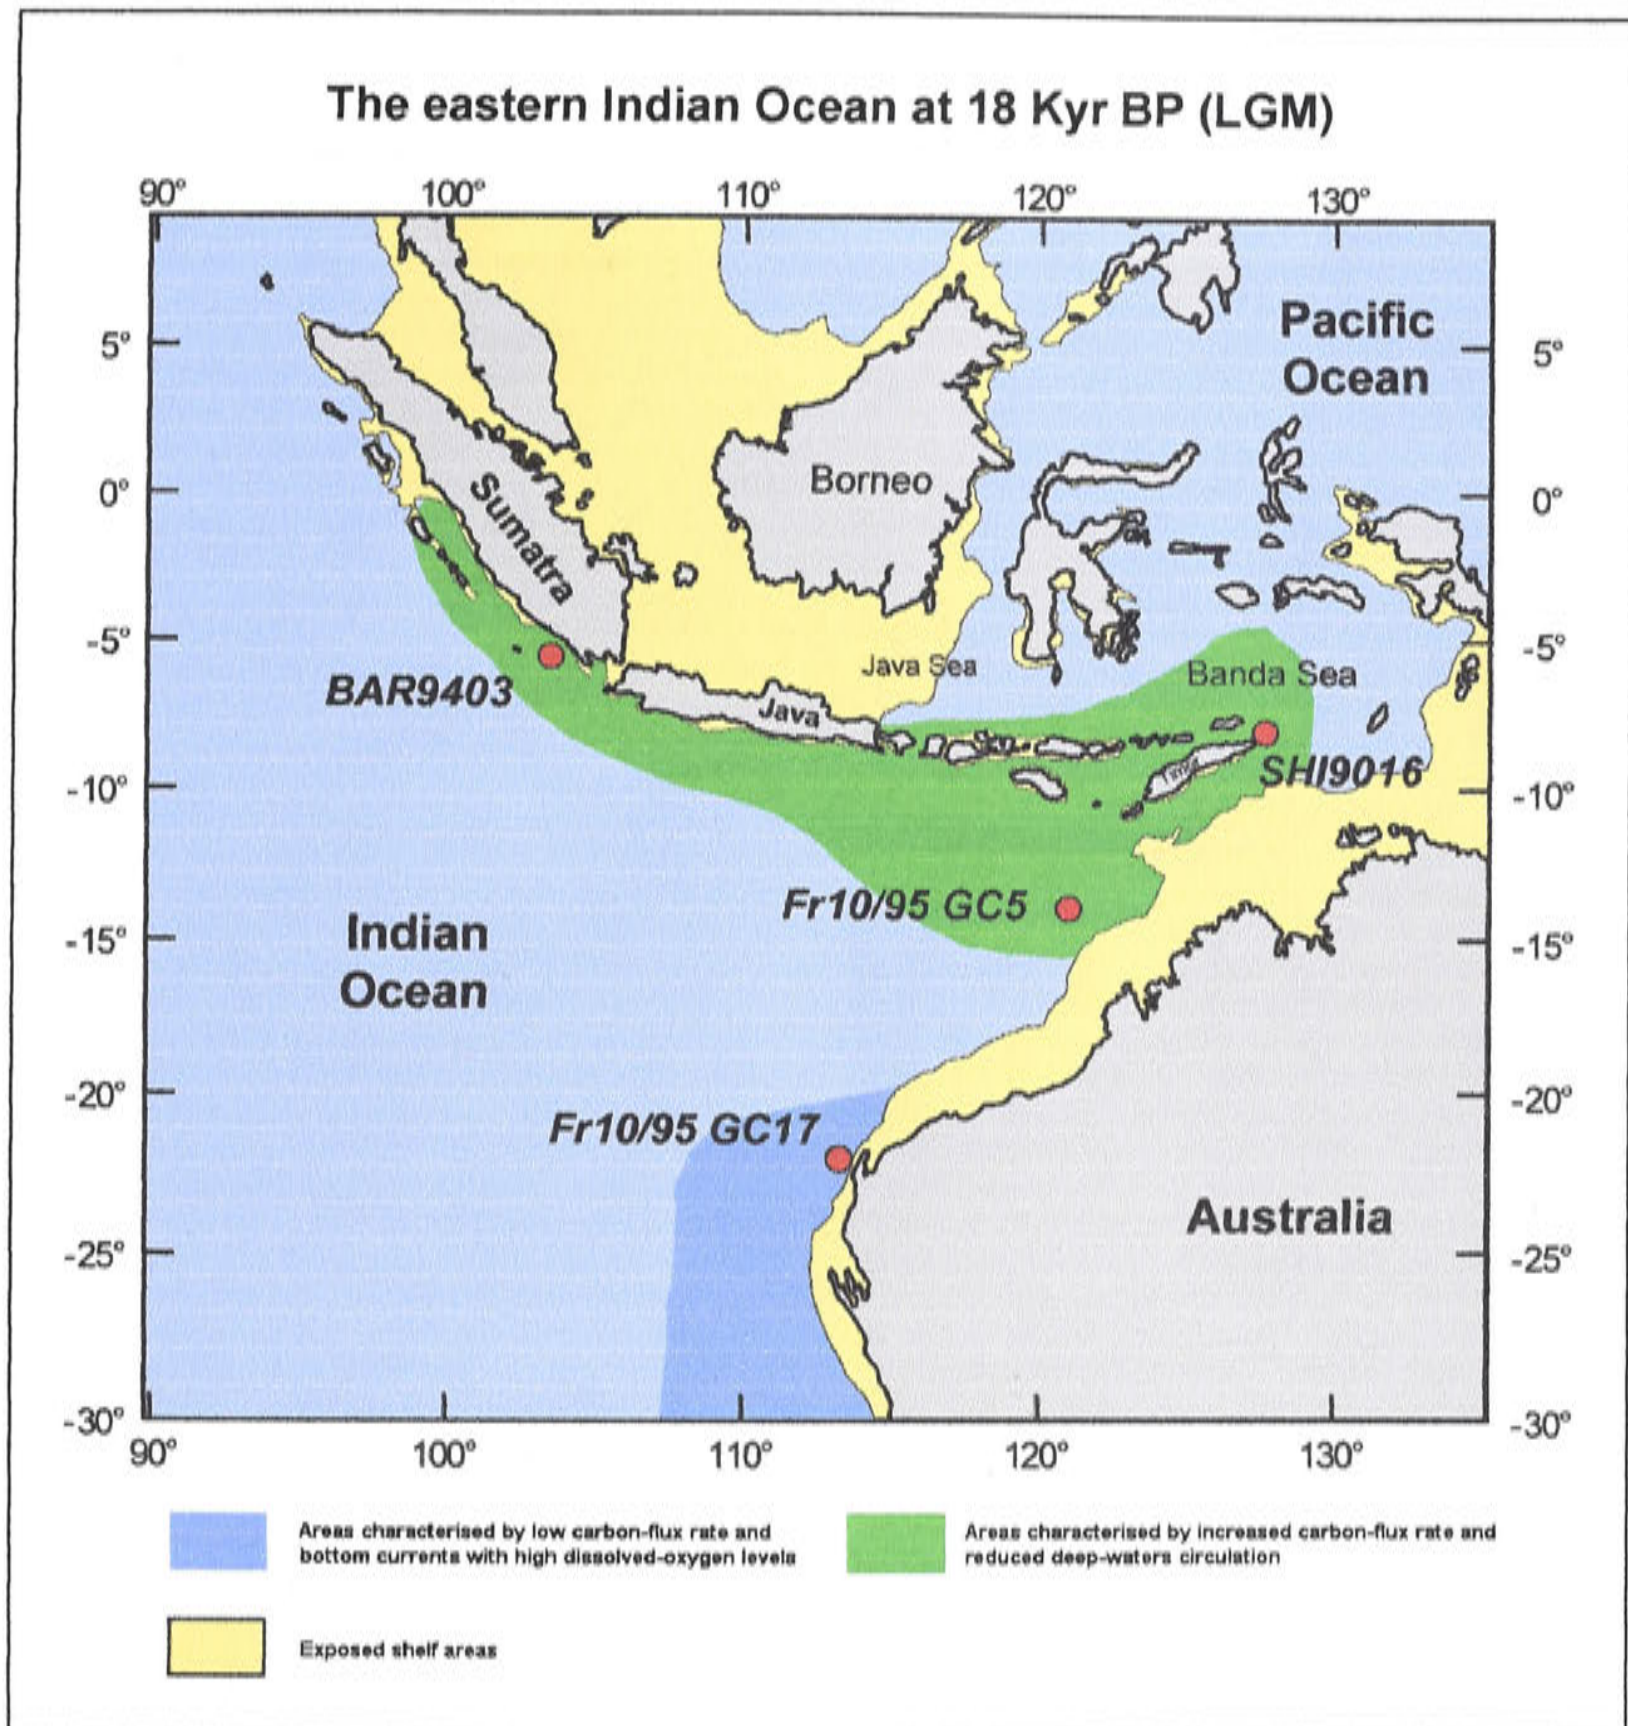 The eastern Indian Ocean at 18 Kyr BP (LGM)
90° 100° 110° 120° 130°
Pacific
Ocean
5° 5°
Borneo
0° 0°
Sumatra
-5° -5°
Java Sea
Banda Sea
BAR9403
Java
SHI9016
Timor
-10° -10°
Fr10/95 GC5
Indian
Ocean
-15° -15°
-20° -20°
Fr10/95 GC17
Australia
-25° -25°
-30° -30°
90° 100° 110° 120° 130°
Areas characterised by low carbon-flux rate and
bottom currents with high dissolved-oxygen levels
Areas characterised by increased carbon-flux rate and
reduced deep-waters circulation
Exposed shelf areas